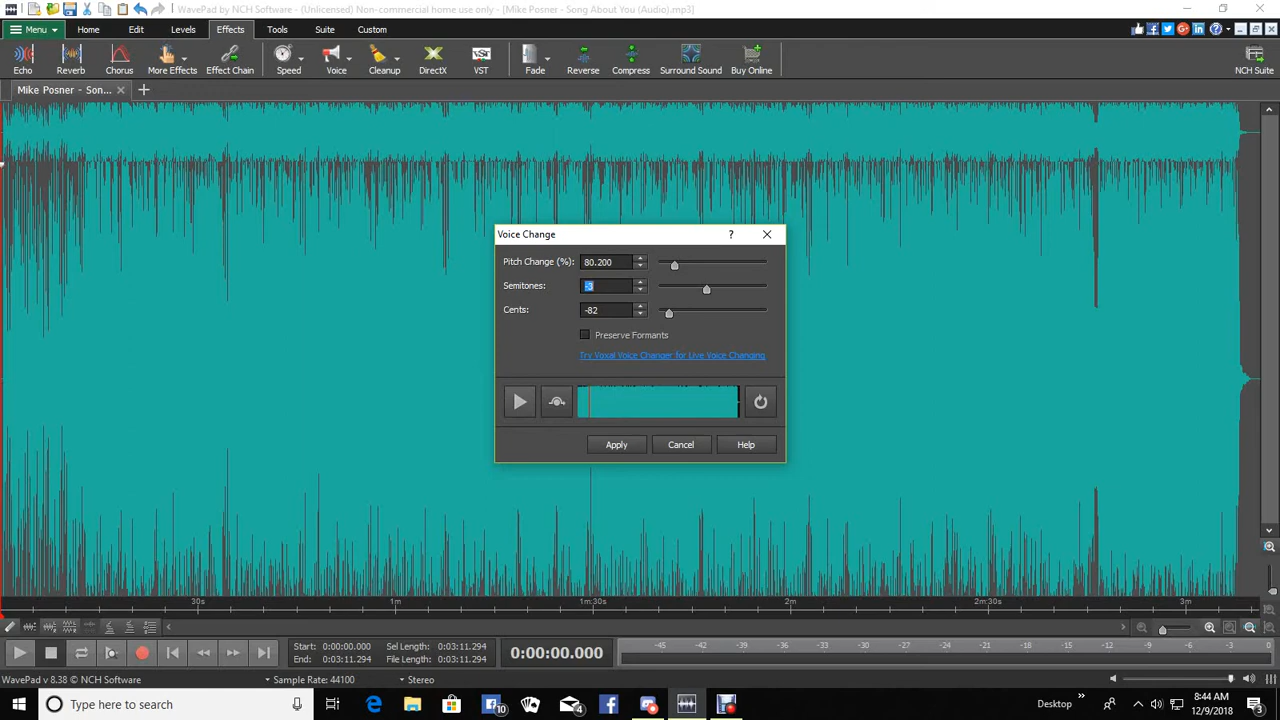 WavePad by NCH Software - (Unlicensed) Non-commercial home use only - [Mike Posner - Song About You (Audio).mp3]
Menu Home Edit Levels Effects Tools Suite Custom
Echo Reverb Chorus More Effects Effect Chain Speed Voice Cleanup DirectX VST Fade Reverse Compress Surround Sound Buy Online NCH Suite
VST
Mike Posner - Son...
Voice Change
Pitch Change (%): 80.200
Semitones: -3
Cents: -82
Preserve Formants
Try Voxal Voice Changer for Live Voice Changing
Apply Cancel Help
30s 1m 1m:30s 2m 2m:30s 3m
Start: 0:00:00.000 Sel Length: 0:03:11.294
End: 0:03:11.294 File Length: 0:03:11.294
0:00:00.000
-45 -42 -39 -36 -33 -30 -27 -24 -21 -18 -15 -12 -9 -6 -3 0
WavePad v 8.38 © NCH Software Sample Rate: 44100 Stereo
Type here to search
10
4
Desktop
8:44 AM
12/9/2018
3